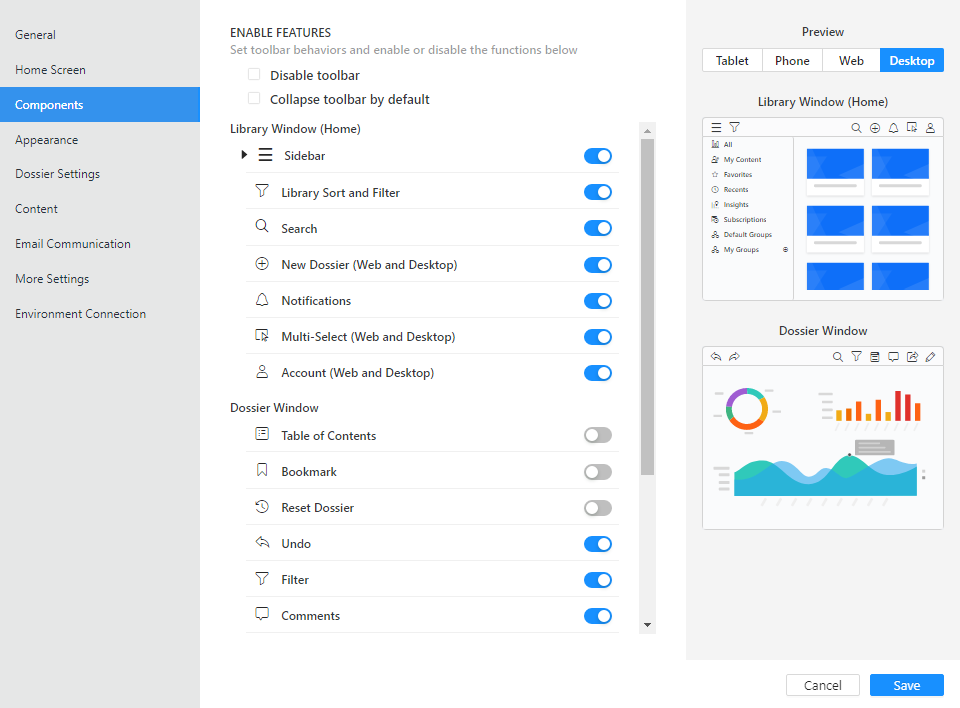 General
Home Screen
Components
Appearance
Dossier Settings
Content
Email Communication
More Settings
Environment Connection
ENABLE FEATURES
Set toolbar behaviors and enable or disable the functions below
Disable toolbar
Collapse toolbar by default
Library Window (Home)
Sidebar
Library Sort and Filter
Search
New Dossier (Web and Desktop)
Notifications
Multi-Select (Web and Desktop)
Account (Web and Desktop)
Dossier Window
Table of Contents
Bookmark
Reset Dossier
Undo
Filter
Comments
Preview
Tablet Phone Web Desktop
Library Window (Home)
All
My Content
Favorites
Recents
Insights
Subscriptions
Default Groups
My Groups
Dossier Window
Cancel Save